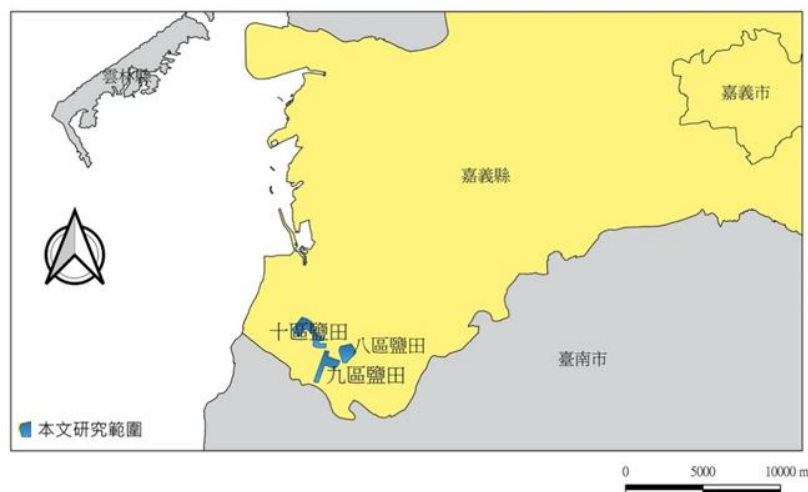 雲林縣
嘉義市
嘉義縣
十區鹽田
八區鹽田
九區鹽田
臺南市
本文研究範圍
0 5000 10000 m